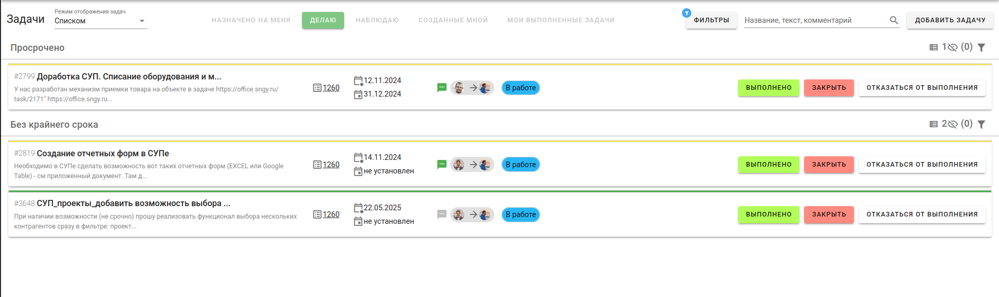 Задачи
Режим отображения задач
Списком
НАЗНАЧЕНО НА МЕНЯ
ДЕЛАЮ
НАБЛЮДАЮ
СОЗДАННЫЕ МНОЙ
МОИ ВЫПОЛНЕННЫЕ ЗАДАЧИ
ФИЛЬТРЫ
Название, текст, комментарий
ДОБАВИТЬ ЗАДАЧУ
Просрочено
1 (0)
#2799 Доработка СУП. Списание оборудования и м...
У нас разработан механизм приемки товара на объекте в задаче https://office.sngy.ru/
task/2171" https://office.sngy.ru...
1260
12.11.2024
31.12.2024
В работе
ВЫПОЛНЕНО
ЗАКРЫТЬ
ОТКАЗАТЬСЯ ОТ ВЫПОЛНЕНИЯ
Без крайнего срока
2 (0)
#2819 Создание отчетных форм в СУПе
Необходимо в СУПе сделать возможность вот таких отчетных форм (EXCEL или Google
Table) - см приложенный документ. Там д...
1260
14.11.2024
не установлен
В работе
ВЫПОЛНЕНО
ЗАКРЫТЬ
ОТКАЗАТЬСЯ ОТ ВЫПОЛНЕНИЯ
#3648 СУП_проекты_добавить возможность выбора ...
При наличии возможности (не срочно) прошу реализовать функционал выбора нескольких
контрагентов сразу в фильтре: проект...
1260
22.05.2025
не установлен
В работе
ВЫПОЛНЕНО
ЗАКРЫТЬ
ОТКАЗАТЬСЯ ОТ ВЫПОЛНЕНИЯ